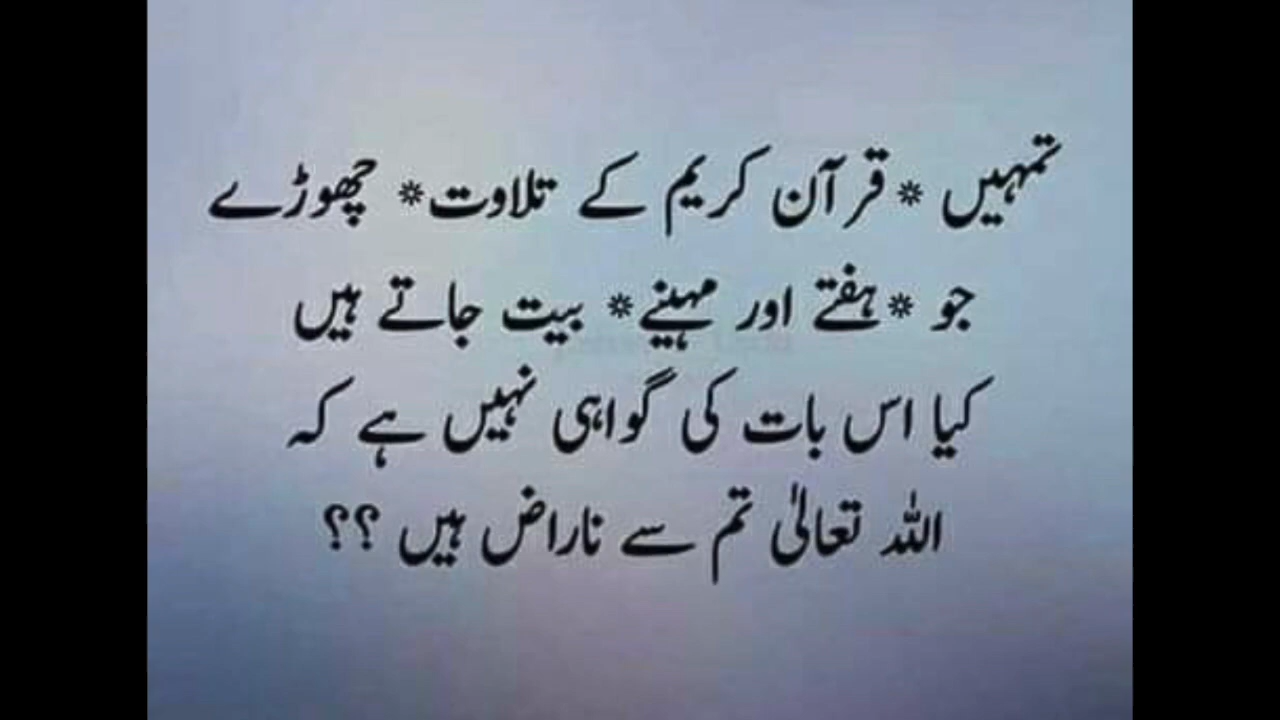 تمہیں *قرآن کریم کے تلاوت* چھوڑے
جو *ہفتے اور مہینے* بیت جاتے ہیں
کیا اس بات کی گواہی نہیں ہے کہ
اللہ تعالیٰ تم سے ناراض ہیں ؟؟